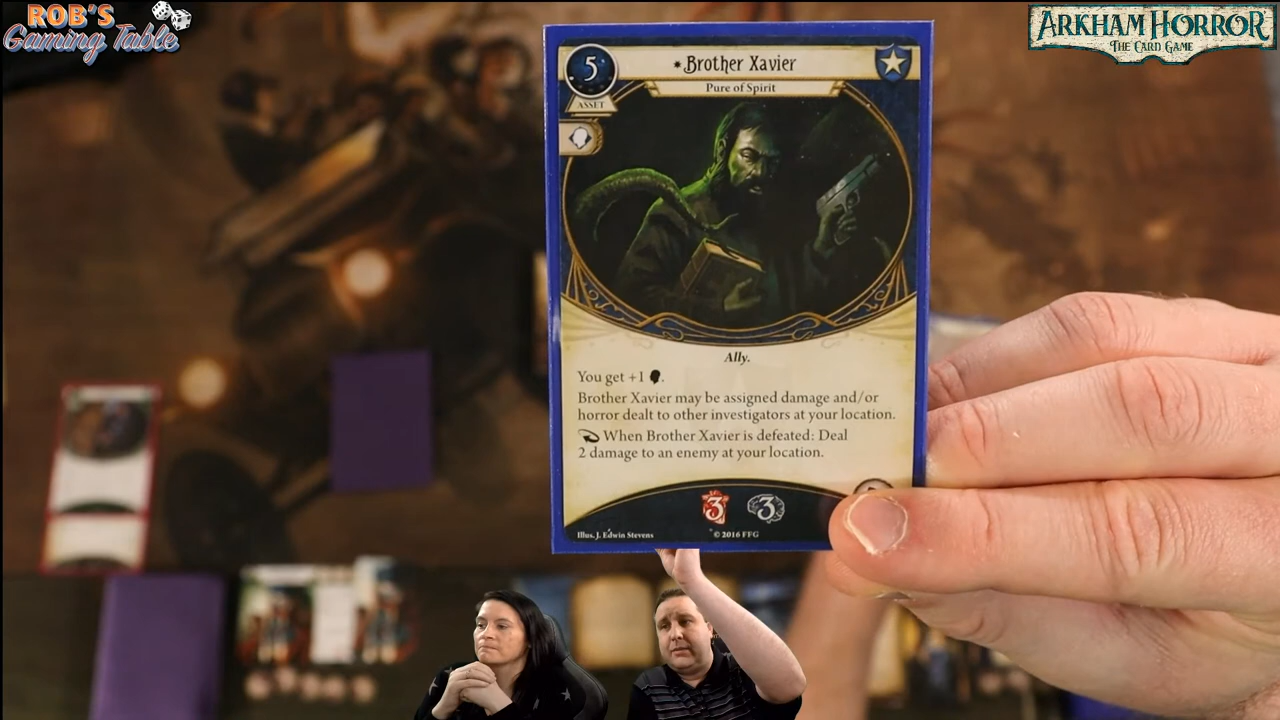 ROB'S
Gaming Table
ARKHAM HORROR
THE CARD GAME
5
Brother Xavier
Pure of Spirit
ASSET
Ally.
You get +1 .
Brother Xavier may be assigned damage and/or
horror dealt to other investigators at your location.
When Brother Xavier is defeated: Deal
2 damage to an enemy at your location.
3 3
Illus. J. Edwin Stevens © 2016 FFG